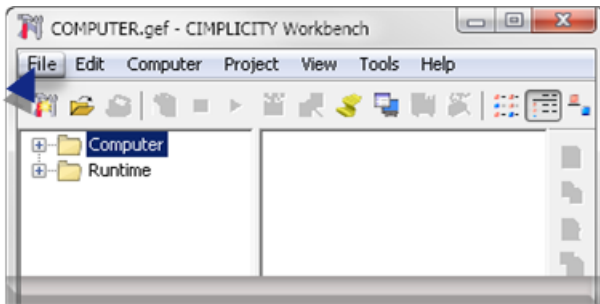 COMPUTER.gef - CIMPLICITY Workbench
File Edit Computer Project View Tools Help
Computer
Runtime